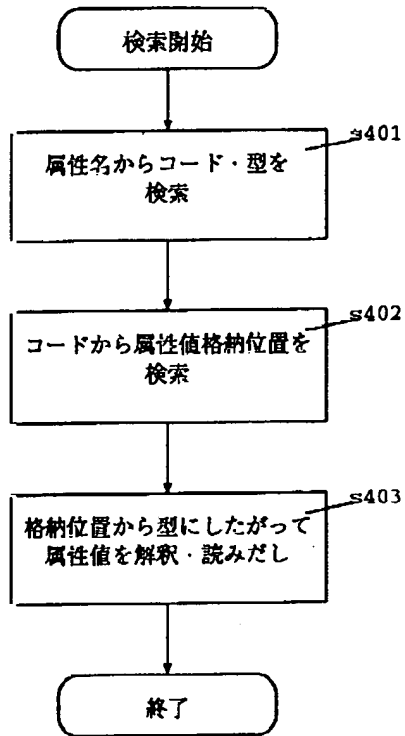 検索開始
s401
属性名からコード・型を
検索
s402
コードから属性値格納位置を
検索
s403
格納位置から型にしたがって
属性値を解釈・読みだし
終了